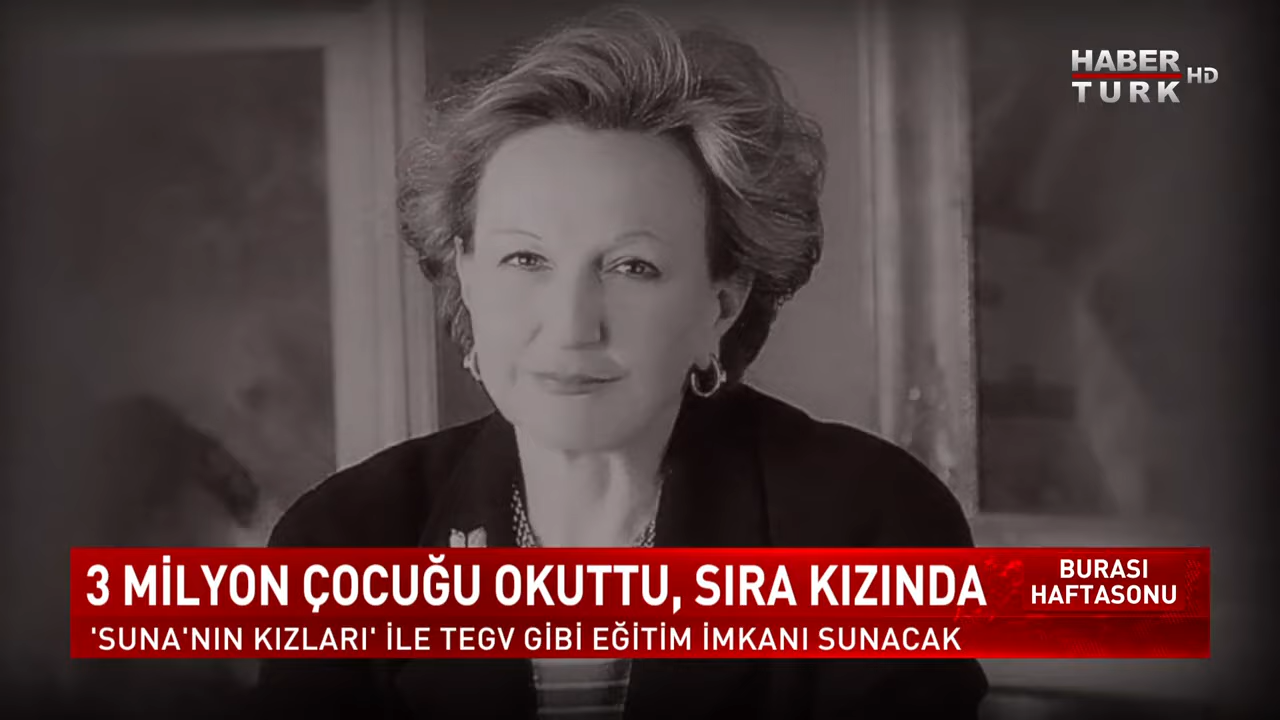 HABER
TURK HD
3 MİLYON ÇOCUĞU OKUTTU, SIRA KIZINDA
'SUNA'NIN KIZLARI' İLE TEGV GİBİ EĞİTİM İMKANI SUNACAK
BURASI
HAFTASONU